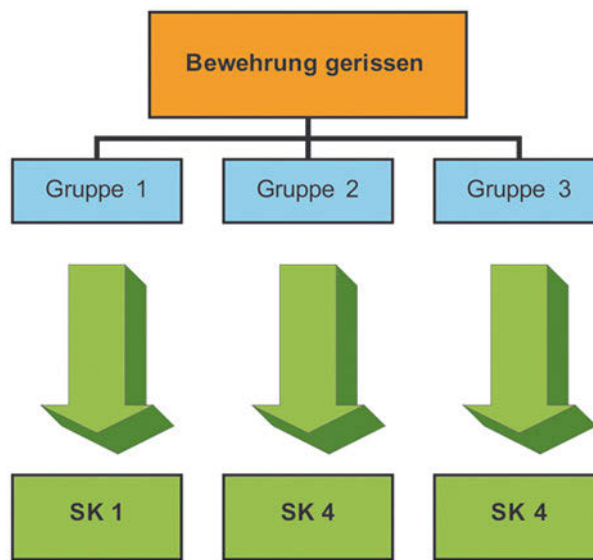 Bewehrung gerissen
Gruppe 1
Gruppe 2
Gruppe 3
SK 1
SK 4
SK 4